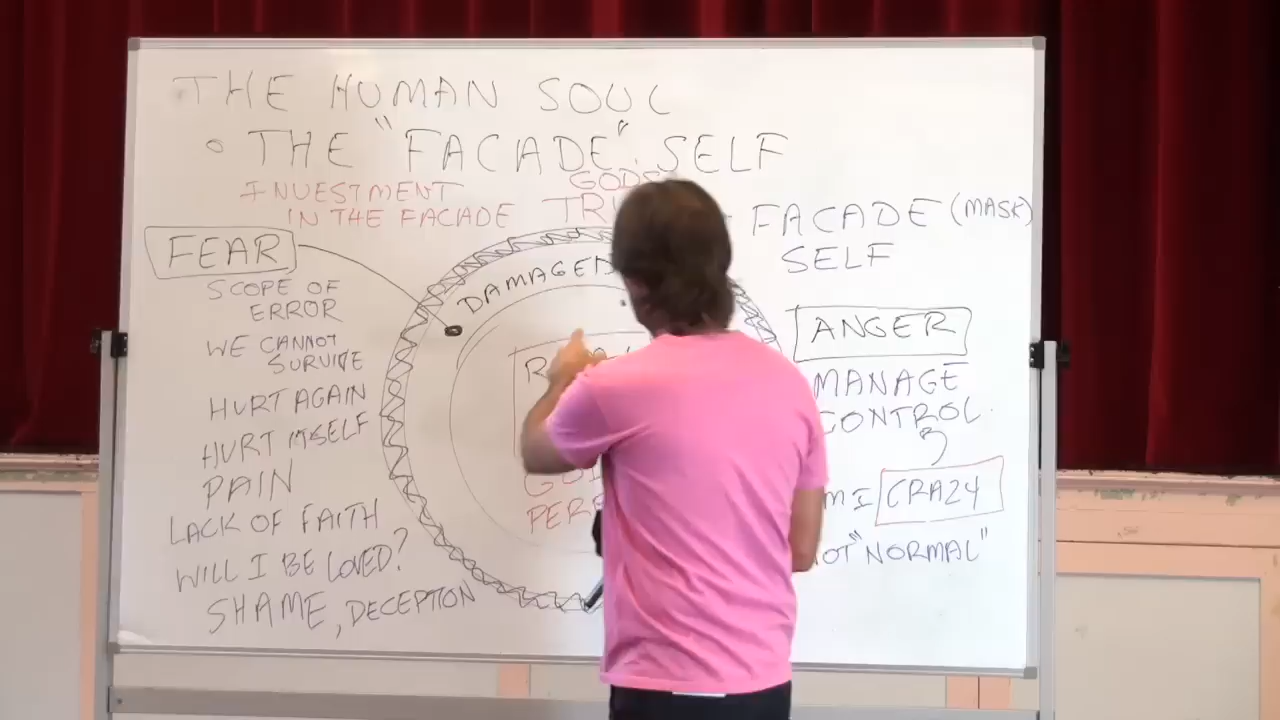 THE HUMAN SOUL
THE "FACADE" SELF
INVESTMENT
IN THE FACADE
GODS
FACADE (MASK)
SELF
FEAR
SCOPE OF
ERROR
WE CANNOT
SURVIVE
HURT AGAIN
HURT MYSELF
PAIN
LACK OF FAITH
WILL I BE LOVED?
SHAME, DECEPTION
DAMAGED
ANGER
MANAGE
CONTROL
I CRAZY
"NORMAL"